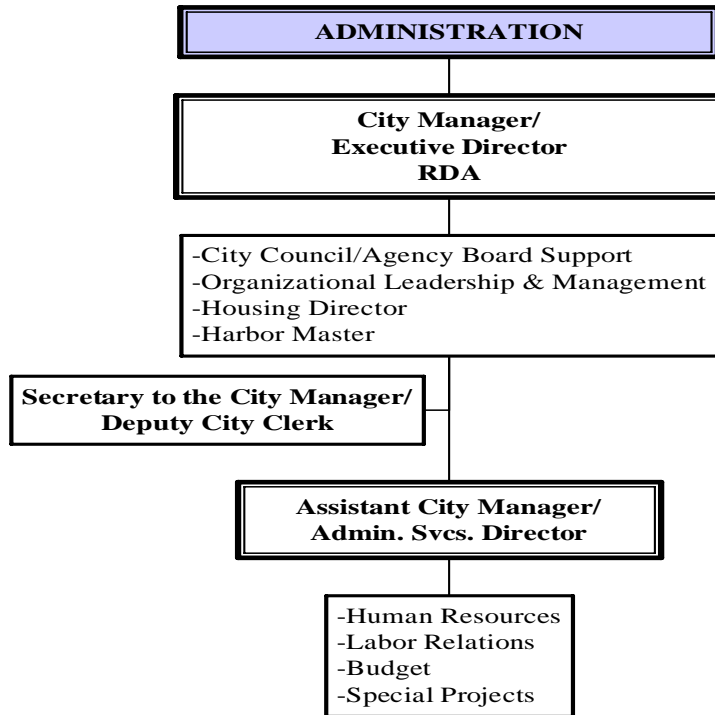 ADMINISTRATION
City Manager/
Executive Director
RDA
-City Council/Agency Board Support
-Organizational Leadership & Management
-Housing Director
-Harbor Master
Secretary to the City Manager/
Deputy City Clerk
Assistant City Manager/
Admin. Svcs. Director
-Human Resources
-Labor Relations
-Budget
-Special Projects